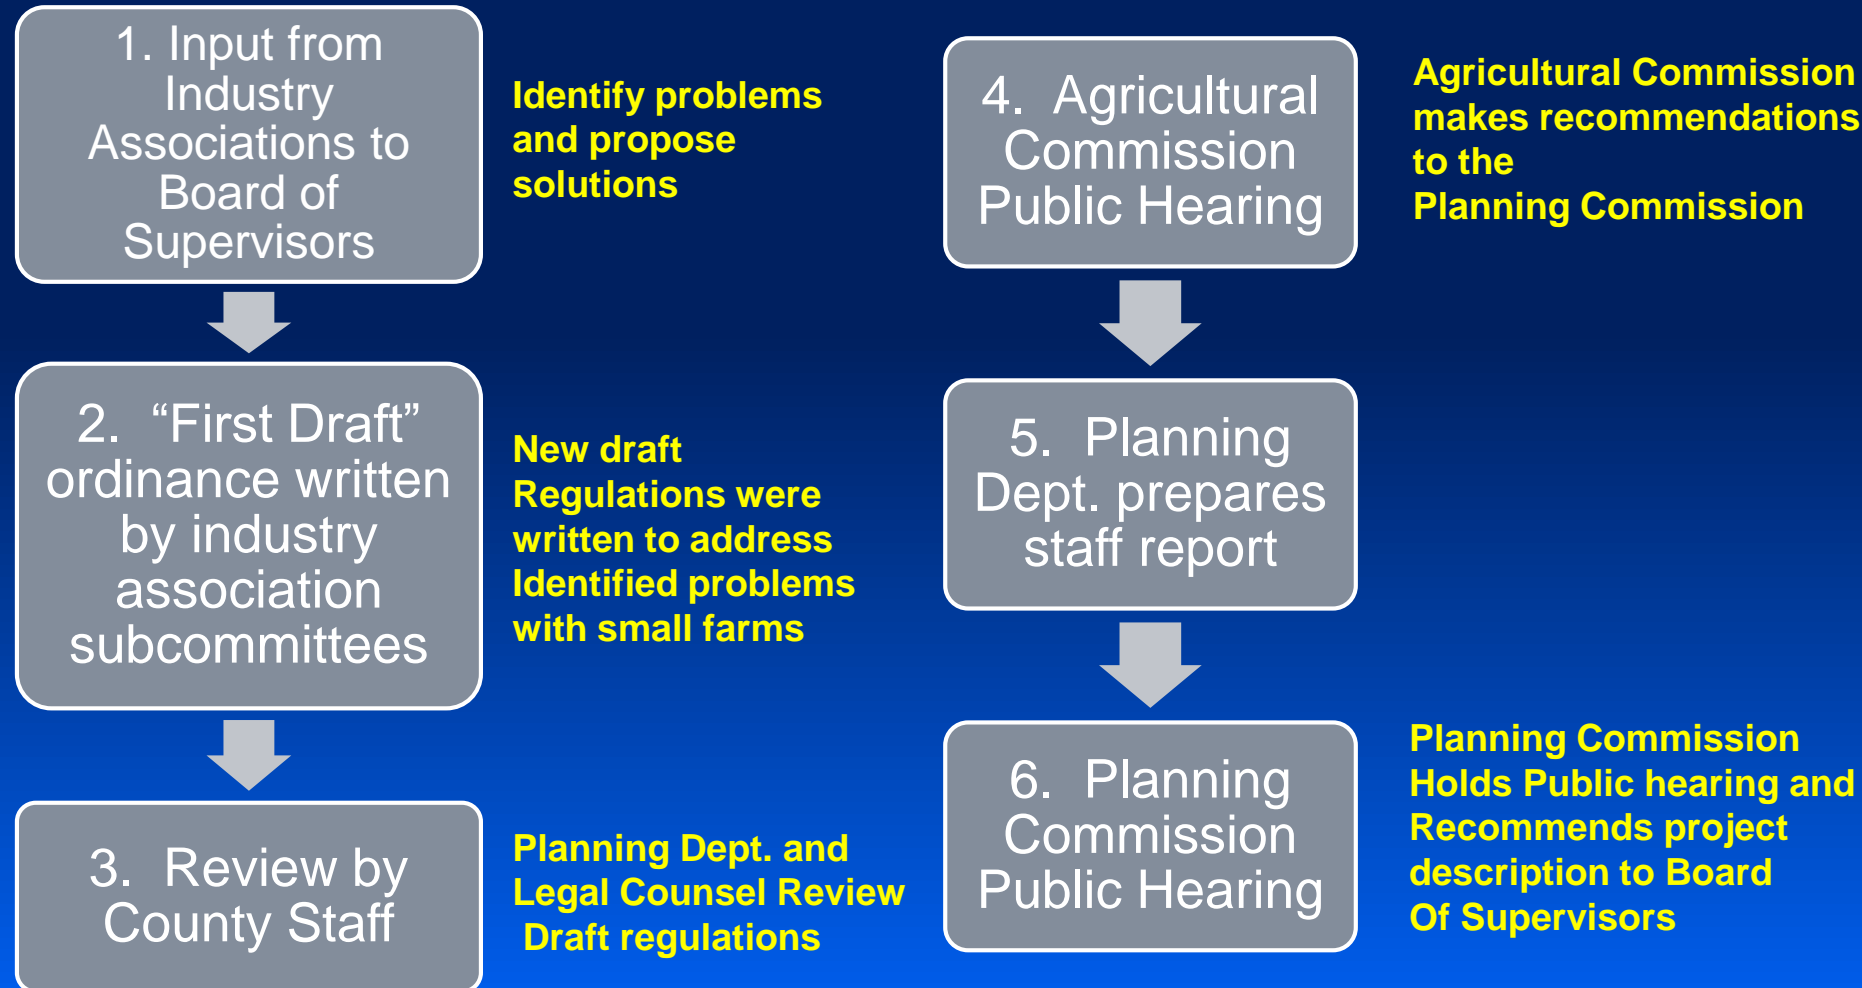 1. Input from
Industry
Associations to
Board of
Supervisors
Identify problems
and propose
solutions
2. “First Draft”
ordinance written
by industry
association
subcommittees
New draft
Regulations were
written to address
Identified problems
with small farms
3. Review by
County Staff
Planning Dept. and
Legal Counsel Review
Draft regulations
4. Agricultural
Commission
Public Hearing
Agricultural Commission
makes recommendations
to the
Planning Commission
5. Planning
Dept. prepares
staff report
6. Planning
Commission
Public Hearing
Planning Commission
Holds Public hearing and
Recommends project
description to Board
Of Supervisors